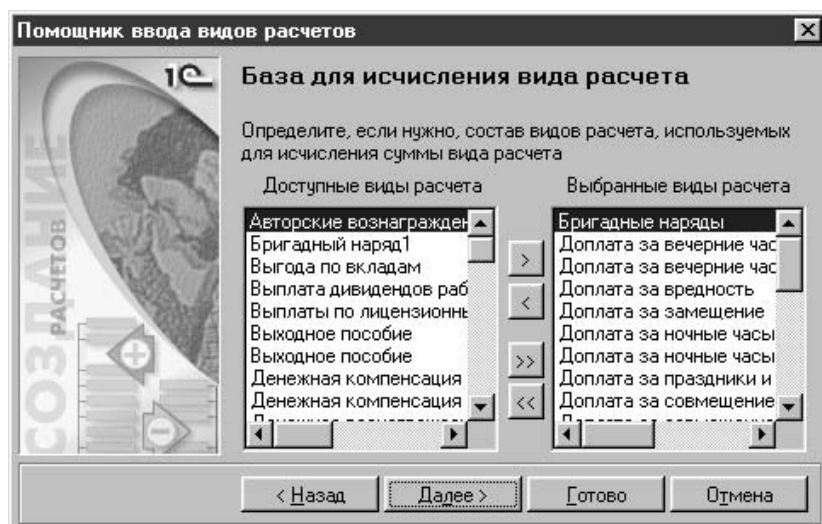 Помощник ввода видов расчетов
1С
СОЗДАНИЕ
РАСЧЕТОВ
База для исчисления вида расчета
Определите, если нужно, состав видов расчета, используемых
для исчисления суммы вида расчета
Доступные виды расчета
Авторские вознагражден
Бригадный наряд1
Выгода по вкладам
Выплата дивидендов раб
Выплаты по лицензионны
Выходное пособие
Выходное пособие
Денежная компенсация
Денежная компенсация
>
<
>>
<<
Выбранные виды расчета
Бригадные наряды
Доплата за вечерние час
Доплата за вечерние час
Доплата за вредность
Доплата за замещение
Доплата за ночные часы
Доплата за ночные часы
Доплата за праздники и
Доплата за совмещение
< Назад
Далее >
Готово
Отмена